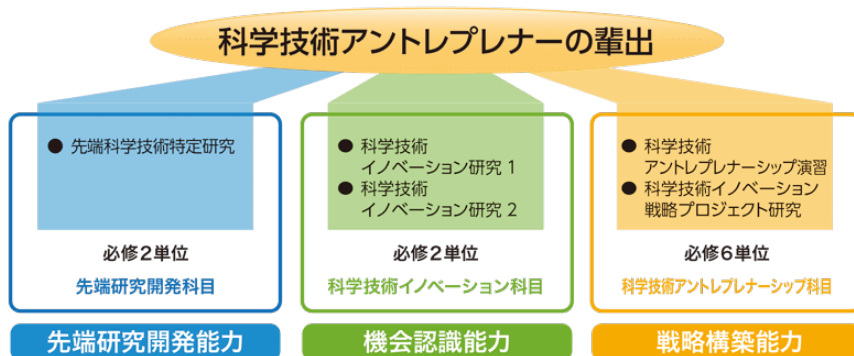 科学技術アントレプレナーの輩出
● 先端科学技術特定研究
必修2単位
先端研究開発科目
先端研究開発能力
● 科学技術
イノベーション研究 1
● 科学技術
イノベーション研究 2
必修2単位
科学技術イノベーション科目
機会認識能力
● 科学技術
アントレプレナーシップ演習
● 科学技術イノベーション
戦略プロジェクト研究
必修6単位
科学技術アントレプレナーシップ科目
戦略構築能力